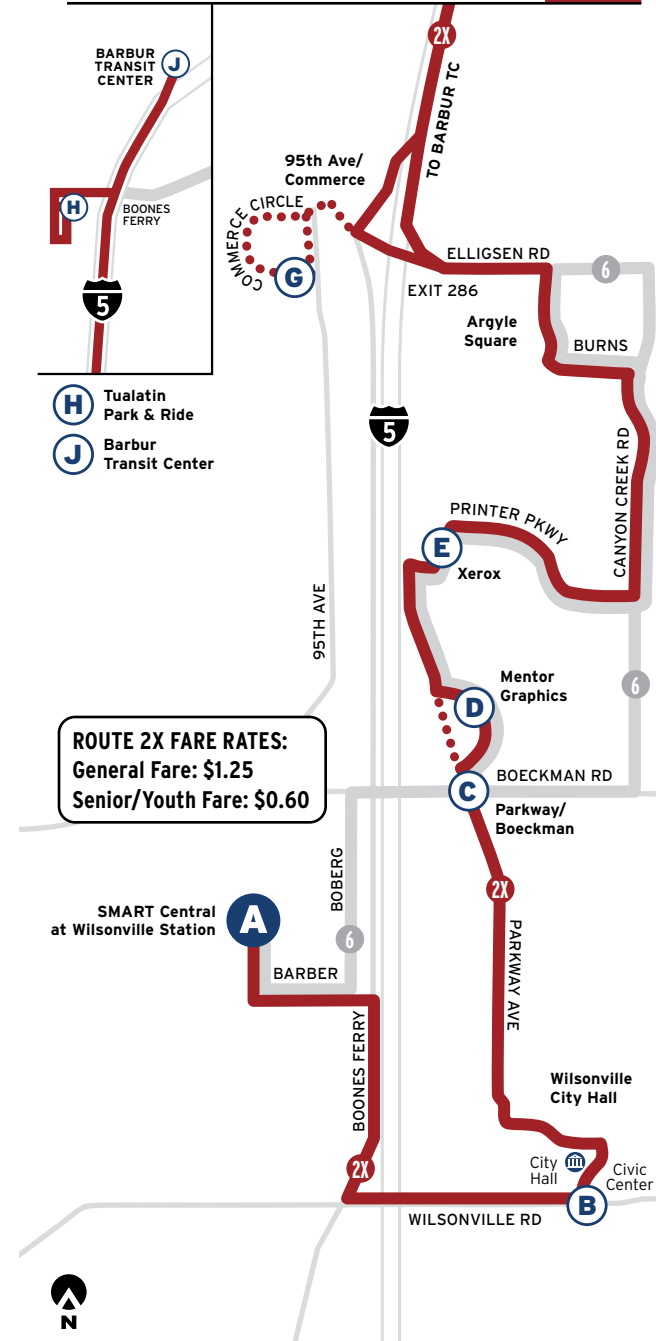 2X
TO BARBUR TC
BARBUR
TRANSIT
CENTER
J
H
BOONES
FERRY
5
H
Tualatin
Park & Ride
J
Barbur
Transit Center
95th Ave/
Commerce
COMMERCE CIRCLE
COMMERCE CIRCLE
G
ELLIGSEN RD
6
EXIT 286
Argyle
Square
BURNS
5
CANYON CREEK RD
PRINTER PKWY
E
Xerox
95TH AVE
Mentor
Graphics
D
6
ROUTE 2X FARE RATES:
General Fare: $1.25
Senior/Youth Fare: $0.60
BOECKMAN RD
C
Parkway/
Boeckman
BOBERG
2X
SMART Central
at Wilsonville Station
A
6
PARKWAY AVE
BARBER
BOONES FERRY
Wilsonville
City Hall
2X
City
Hall
Civic
Center
B
WILSONVILLE RD
N